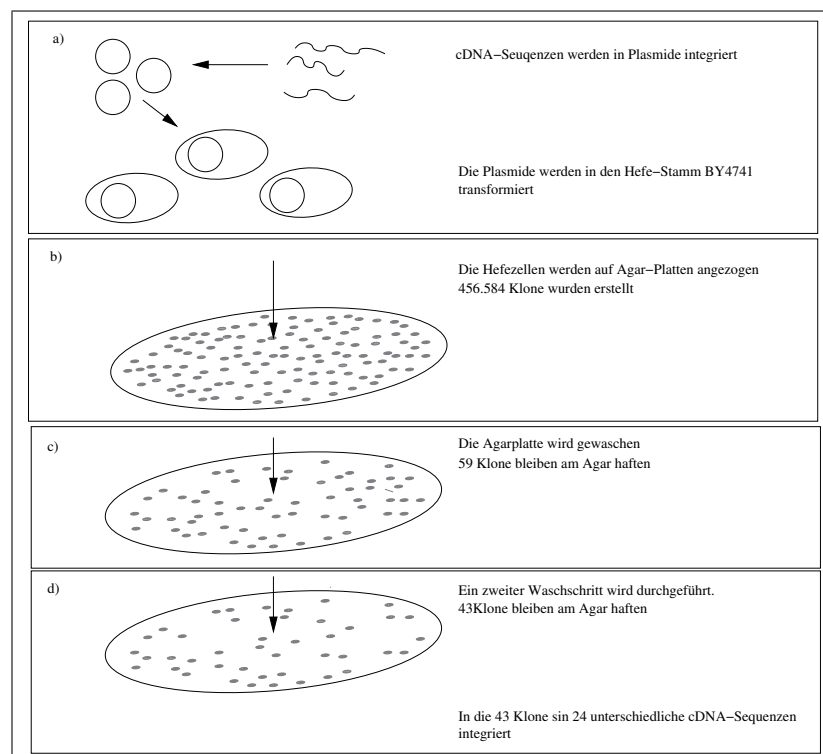 a)
cDNA−Seuqenzen werden in Plasmide integriert
Die Plasmide werden in den Hefe−Stamm BY4741
transformiert
b)
Die Hefezellen werden auf Agar−Platten angezogen
456.584 Klone wurden erstellt
c)
Die Agarplatte wird gewaschen
59 Klone bleiben am Agar haften
d)
Ein zweiter Waschschritt wird durchgeführt.
43Klone bleiben am Agar haften
In die 43 Klone sin 24 unterschiedliche cDNA−Sequenzen
integriert